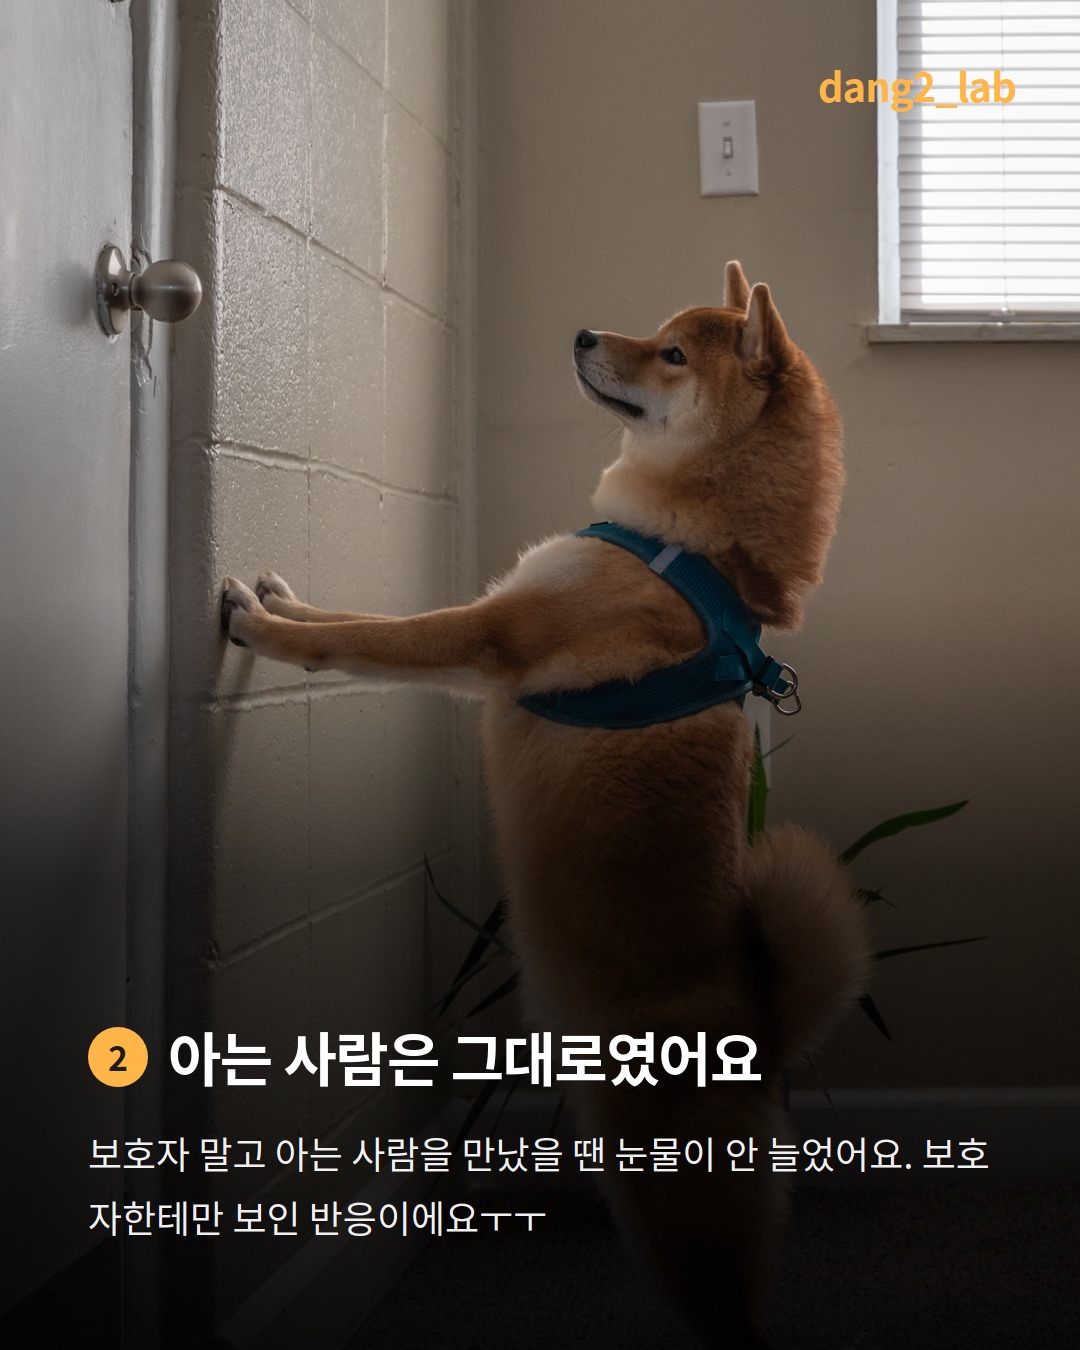 dang2_lab
2 아는 사람은 그대로였어요
보호자 말고 아는 사람을 만났을 땐 눈물이 안 늘었어요. 보호
자한테만 보인 반응이에요ㅜㅜ